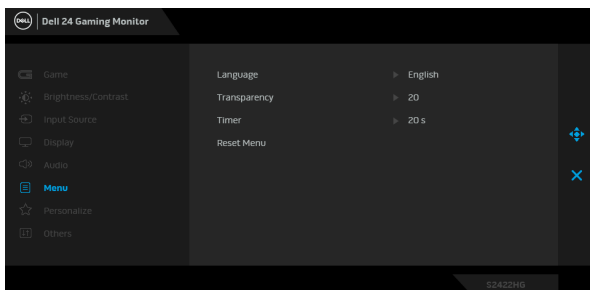 DELL Dell 24 Gaming Monitor
Game
Language English
Brightness/Contrast
Transparency 20
Input Source
Timer 20 s
Display
Reset Menu
Audio
Menu
Personalize
Others
S2422HG